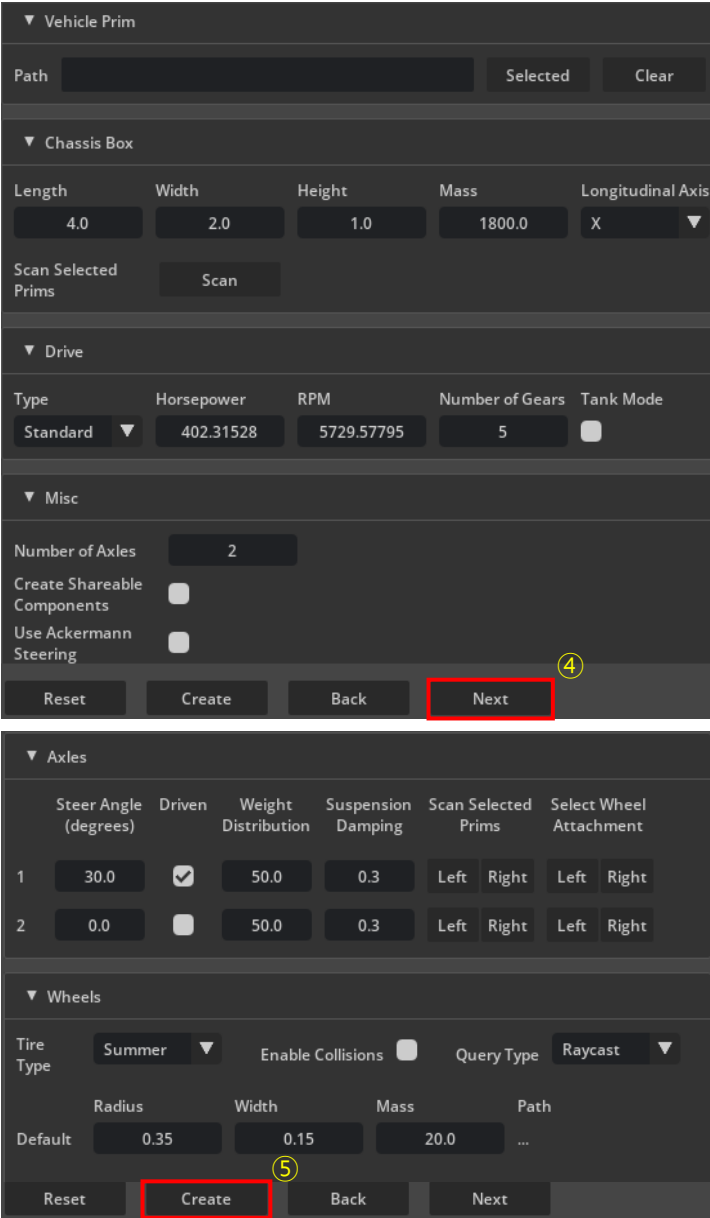 Vehicle Prim
Path Selected Clear
Chassis Box
Length Width Height Mass Longitudinal Axis
4.0 2.0 1.0 1800.0 X
Scan Selected
Prims
Scan
Drive
Type Horsepower RPM Number of Gears Tank Mode
Standard 402.31528 5729.57795 5
Misc
Number of Axles 2
Create Shareable
Components
Use Ackermann
Steering
④
Reset Create Back Next
Axles
Steer Angle
(degrees)
Driven
Weight
Distribution
Suspension
Damping
Scan Selected
Prims
Select Wheel
Attachment
1 30.0 50.0 0.3 Left Right Left Right
2 0.0 50.0 0.3 Left Right Left Right
Wheels
Tire
Type
Summer Enable Collisions Query Type Raycast
Radius Width Mass Path
Default 0.35 0.15 20.0 ...
⑤
Reset Create Back Next